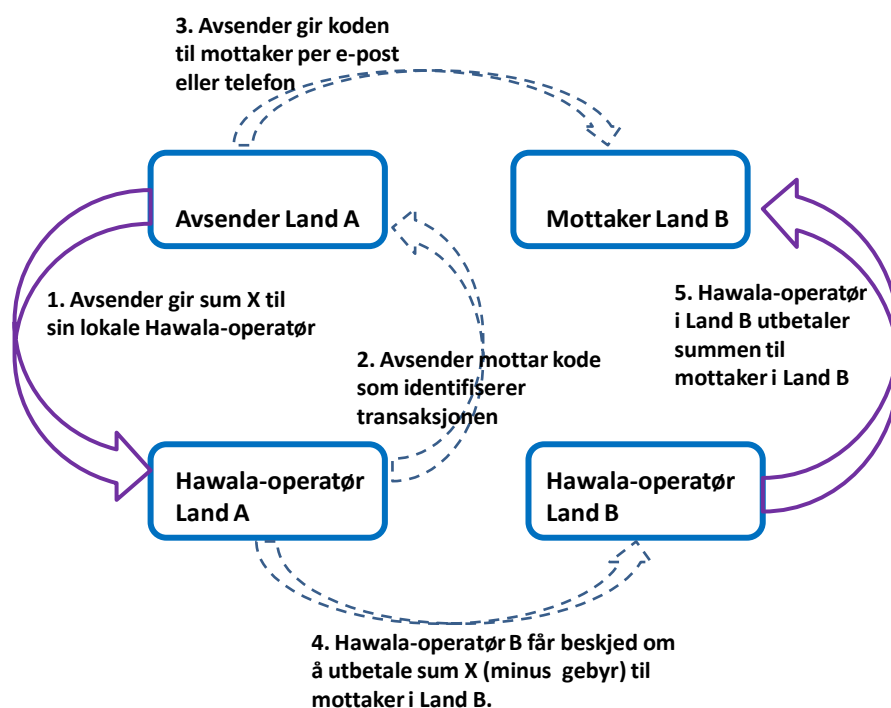 3. Avsender gir koden
til mottaker per e-post
eller telefon
Avsender Land A
Mottaker Land B
1. Avsender gir sum X til
sin lokale Hawala-operatør
2. Avsender mottar kode
som identifiserer
transaksjonen
5. Hawala-operatør
i Land B utbetaler
summen til
mottaker i Land B
Hawala-operatør
Land A
Hawala-operatør
Land B
4. Hawala-operatør B får beskjed om
å utbetale sum X (minus gebyr) til
mottaker i Land B.